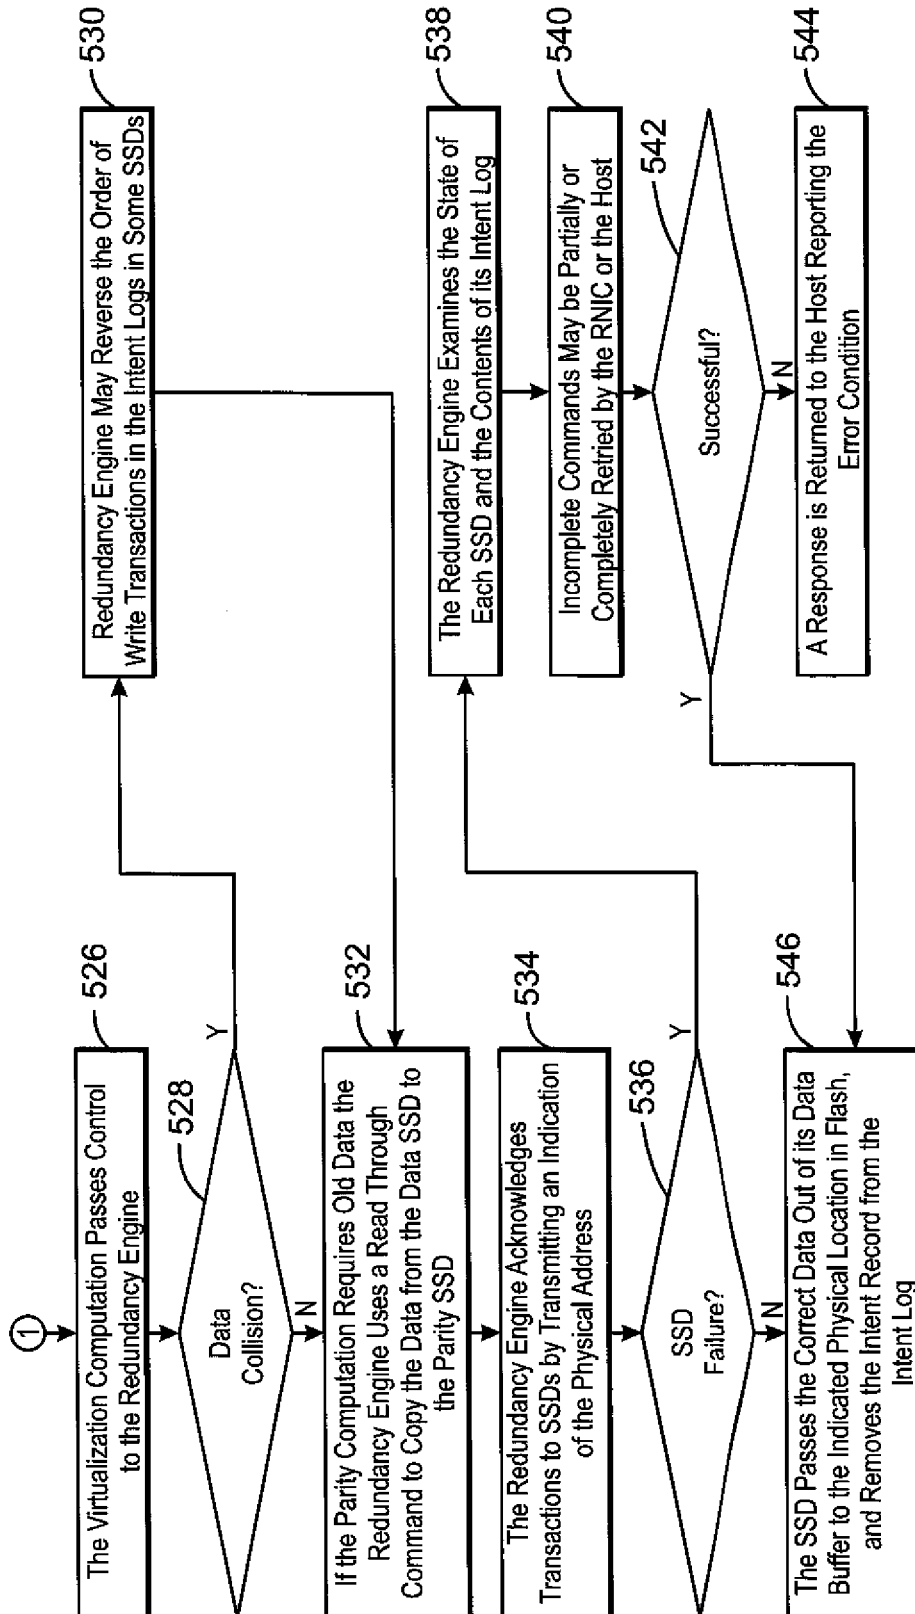 1
The Virtualization Computation Passes Control
to the Redundancy Engine
526
Data
Collision?
528
Y
N
Redundancy Engine May Reverse the Order of
Write Transactions in the Intent Logs in Some SSDs
530
If the Parity Computation Requires Old Data the
Redundancy Engine Uses a Read Through
Command to Copy the Data from the Data SSD to
the Parity SSD
532
The Redundancy Engine Acknowledges
Transactions to SSDs by Transmitting an Indication
of the Physical Address
534
SSD
Failure?
536
Y
N
The Redundancy Engine Examines the State of
Each SSD and the Contents of its Intent Log
538
Incomplete Commands May be Partially or
Completely Retried by the RNIC or the Host
540
Successful?
542
Y
N
A Response is Returned to the Host Reporting the
Error Condition
544
The SSD Passes the Correct Data Out of its Data
Buffer to the Indicated Physical Location in Flash,
and Removes the Intent Record from the
Intent Log
546